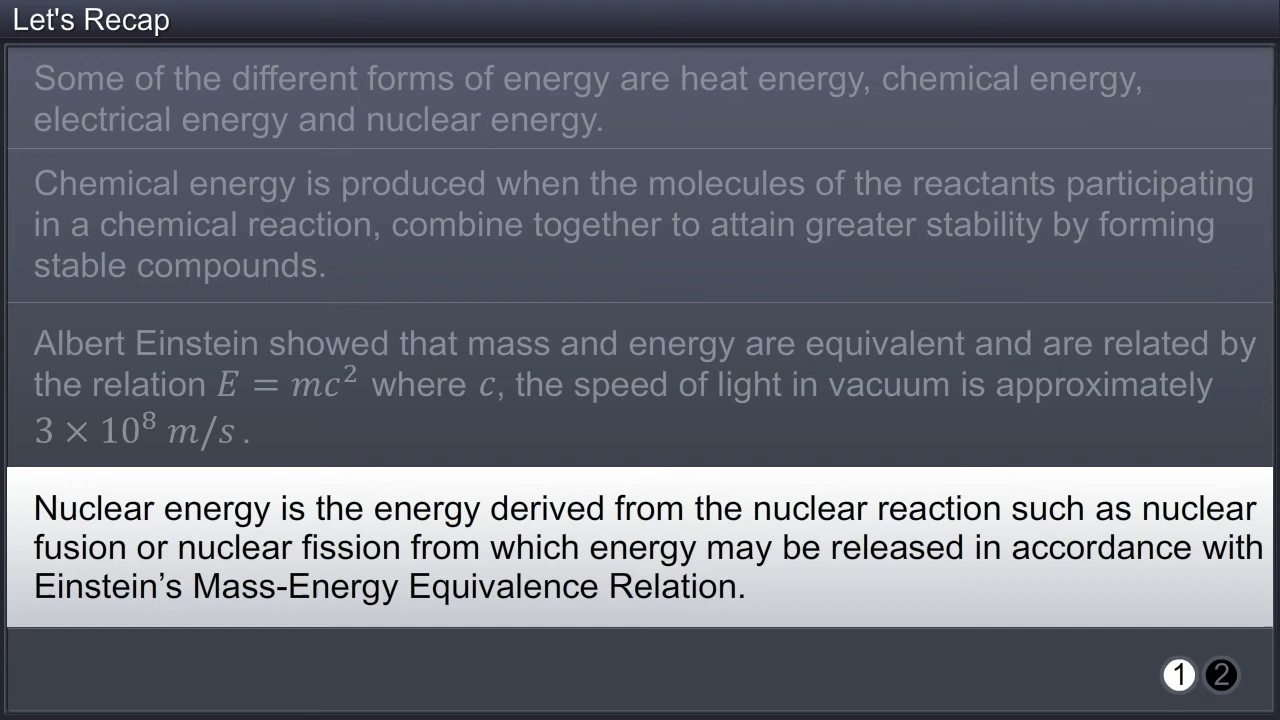 Let's Recap
Some of the different forms of energy are heat energy, chemical energy,
electrical energy and nuclear energy.
Chemical energy is produced when the molecules of the reactants participating
in a chemical reaction, combine together to attain greater stability by forming
stable compounds.
Albert Einstein showed that mass and energy are equivalent and are related by
the relation E = mc² where c, the speed of light in vacuum is approximately
3 × 10⁸ m/s .
Nuclear energy is the energy derived from the nuclear reaction such as nuclear
fusion or nuclear fission from which energy may be released in accordance with
Einstein’s Mass-Energy Equivalence Relation.
1 2